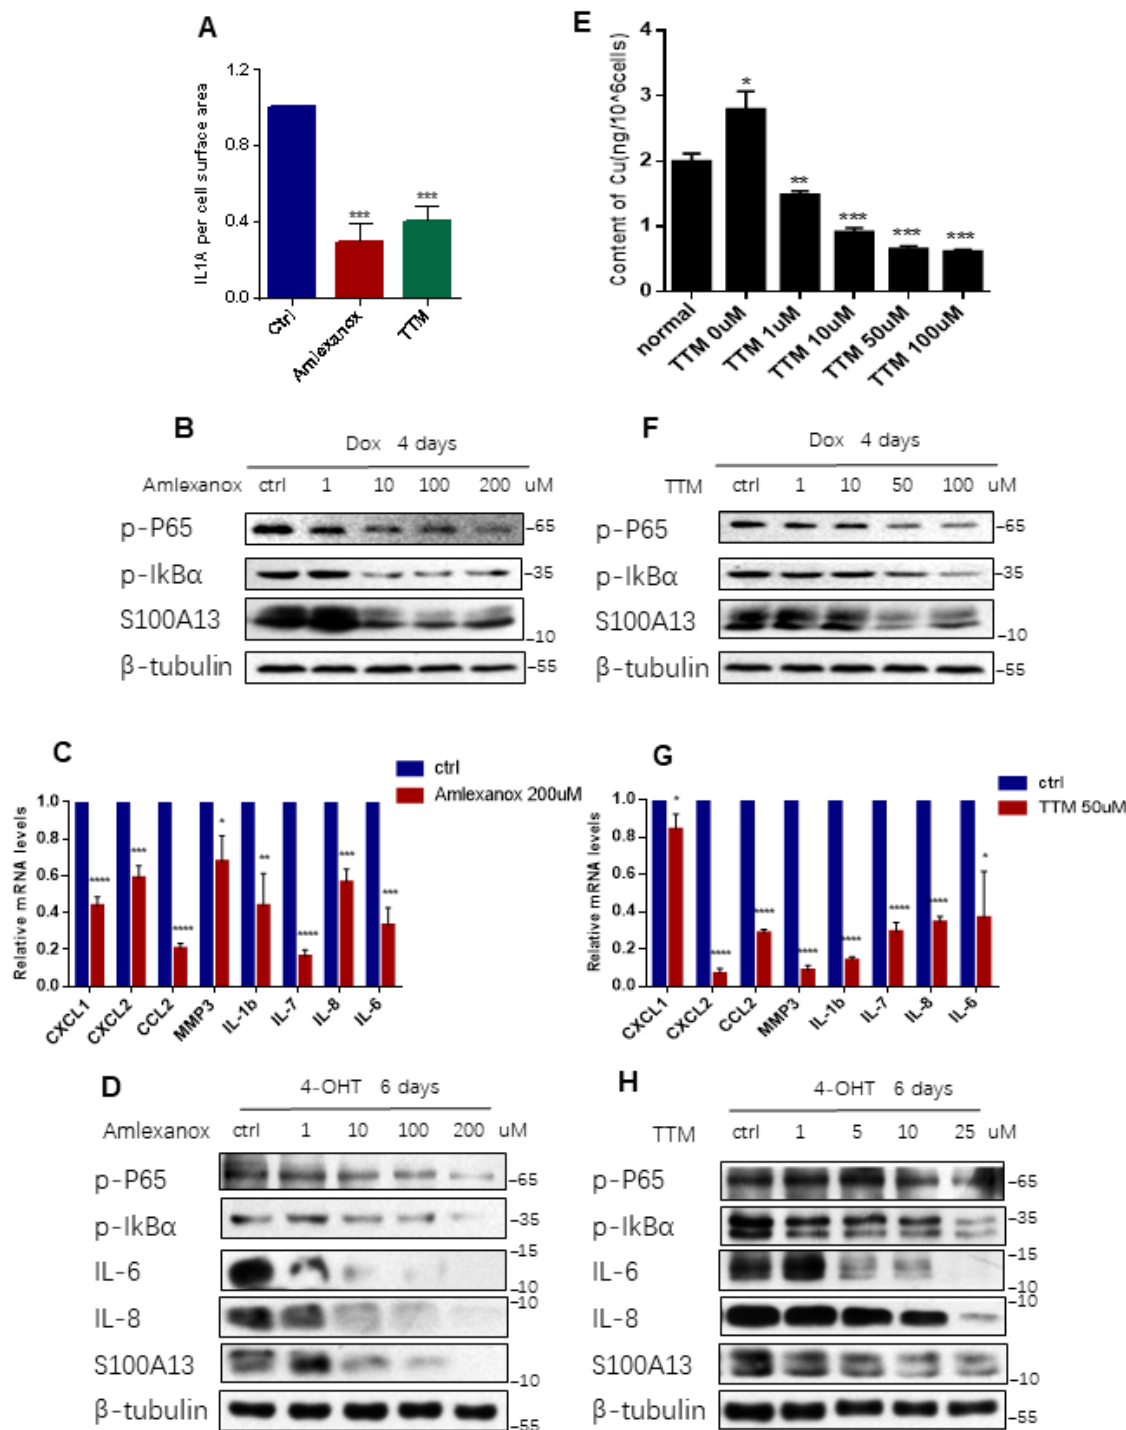 A
1.2
0.8
0.4
0.0
IL1A per cell surface area
***
***
Ctrl
Amlexanox
TTM
E
4
3
2
1
0
Content of Cu(ng/10^6cells)
*
**
***
***
***
normal
TTM 0uM
TTM 1uM
TTM 10uM
TTM 50uM
TTM 100uM
B
Dox 4 days
Amlexanox ctrl 1 10 100 200 uM
p-P65 -65
p-IkBα -35
S100A13 -10
β-tubulin -55
F
Dox 4 days
TTM ctrl 1 10 50 100 uM
p-P65 -65
p-IkBα -35
S100A13 -10
β-tubulin -55
C
ctrl
Amlexanox 200uM
1.0
0.8
0.6
0.4
0.2
0.0
Relative mRNA levels
****
***
****
*
**
****
***
***
CXCL1
CXCL2
CCL2
MMP3
IL-1b
IL-7
IL-8
IL-6
G
ctrl
TTM 50uM
1.0
0.8
0.6
0.4
0.2
0.0
Relative mRNA levels
*
****
****
****
****
****
****
*
CXCL1
CXCL2
CCL2
MMP3
IL-1b
IL-7
IL-8
IL-6
D
4-OHT 6 days
Amlexanox ctrl 1 10 100 200 uM
p-P65 -65
p-IkBα -35
-15
IL-6 -10
-10
IL-8
S100A13 -10
β-tubulin -55
H
4-OHT 6 days
TTM ctrl 1 5 10 25 uM
p-P65 -65
p-IkBα -35
-15
IL-6 -10
-10
IL-8
S100A13 -10
β-tubulin -55